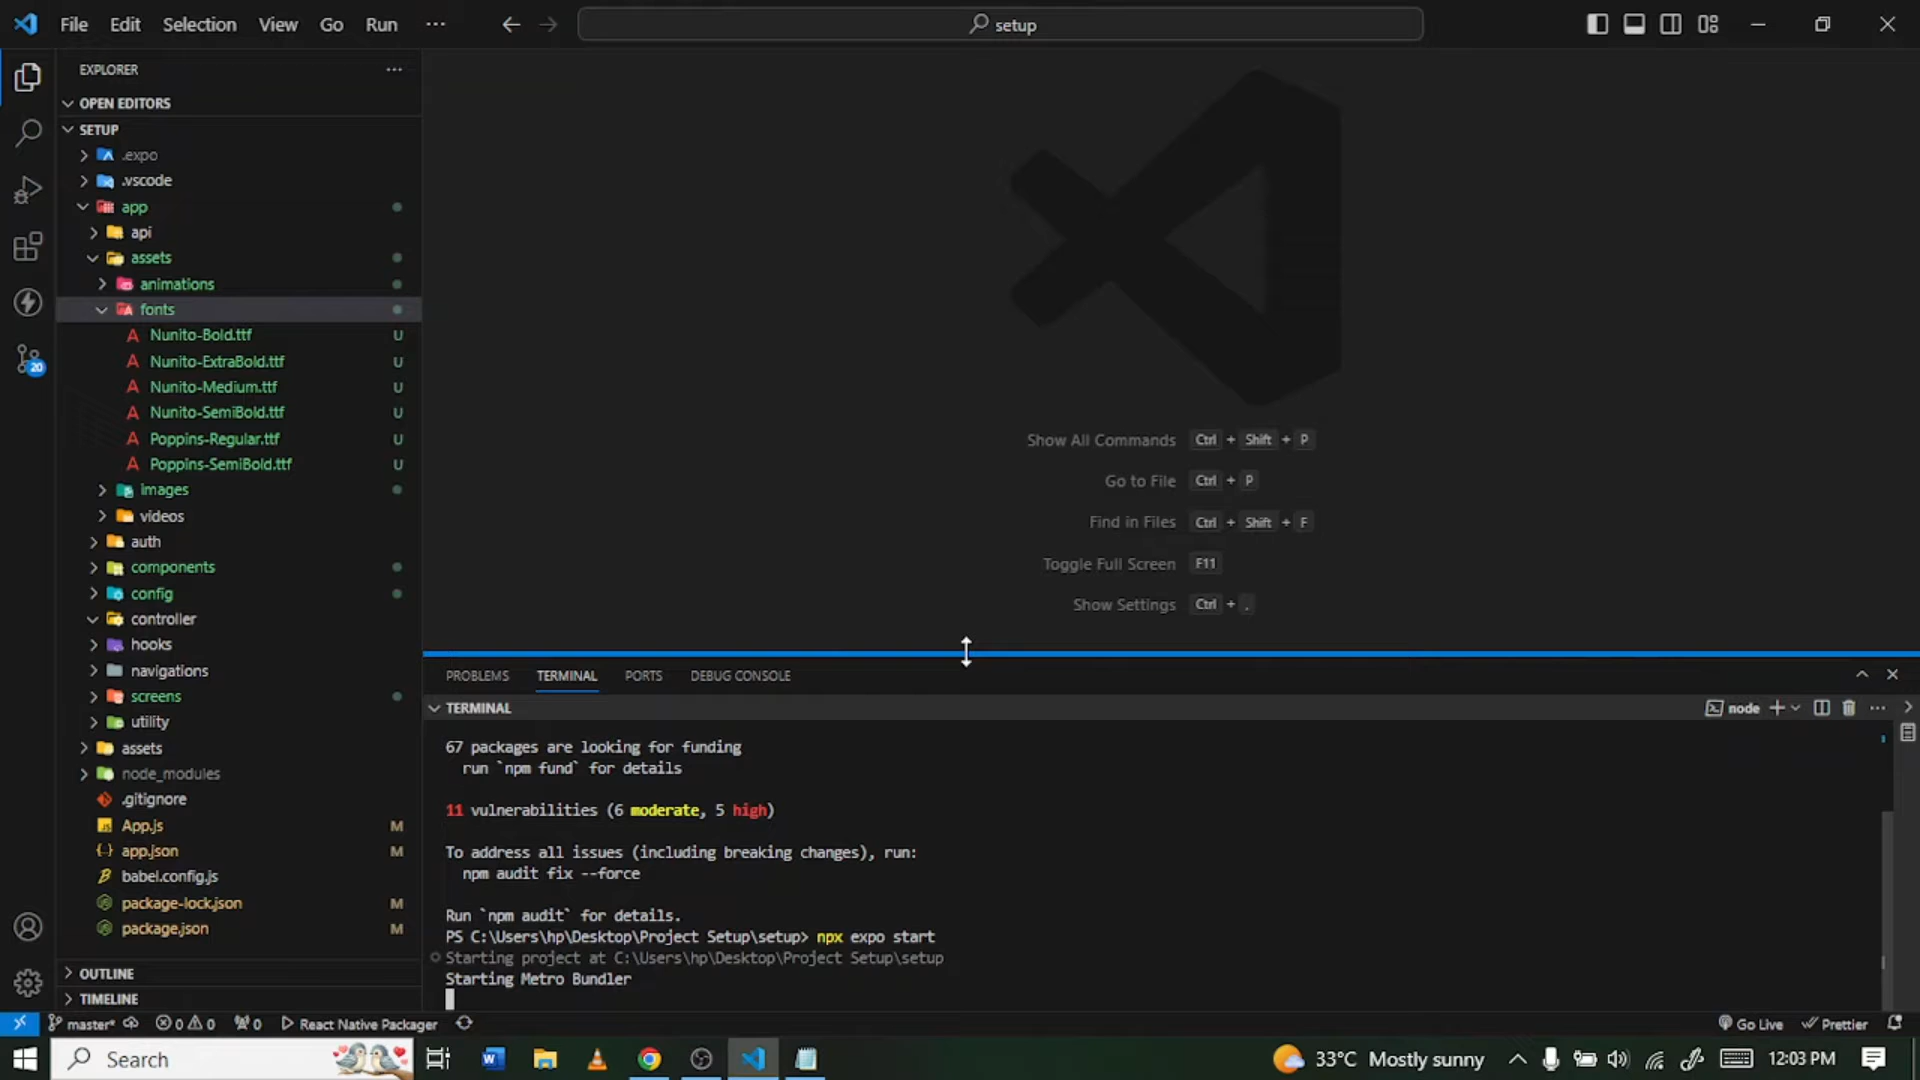 File Edit Selection View Go Run ···
setup
EXPLORER
OPEN EDITORS
SETUP
.expo
.vscode
app
api
assets
animations
fonts
Nunito-Bold.ttf U
Nunito-ExtraBold.ttf U
Nunito-Medium.ttf U
Nunito-SemiBold.ttf U
Poppins-Regular.ttf U
Poppins-SemiBold.ttf U
images
videos
auth
components
config
controller
hooks
navigations
screens
utility
assets
node_modules
.gitignore
App.js M
app.json M
babel.config.js
package-lock.json M
package.json M
OUTLINE
TIMELINE
20
Show All Commands Ctrl + Shift + P
Go to File Ctrl + P
Find in Files Ctrl + Shift + F
Toggle Full Screen F11
Show Settings Ctrl + .
PROBLEMS TERMINAL PORTS DEBUG CONSOLE
TERMINAL
node
67 packages are looking for funding
run `npm fund` for details
11 vulnerabilities (6 moderate, 5 high)
To address all issues (including breaking changes), run:
npm audit fix --force
Run `npm audit` for details.
PS C:\Users\hp\Desktop\Project Setup\setup> npx expo start
Starting project at C:\Users\hp\Desktop\Project Setup\setup
Starting Metro Bundler
master* 0 0 0 React Native Packager
Go Live Prettier
Search
33°C Mostly sunny
12:03 PM